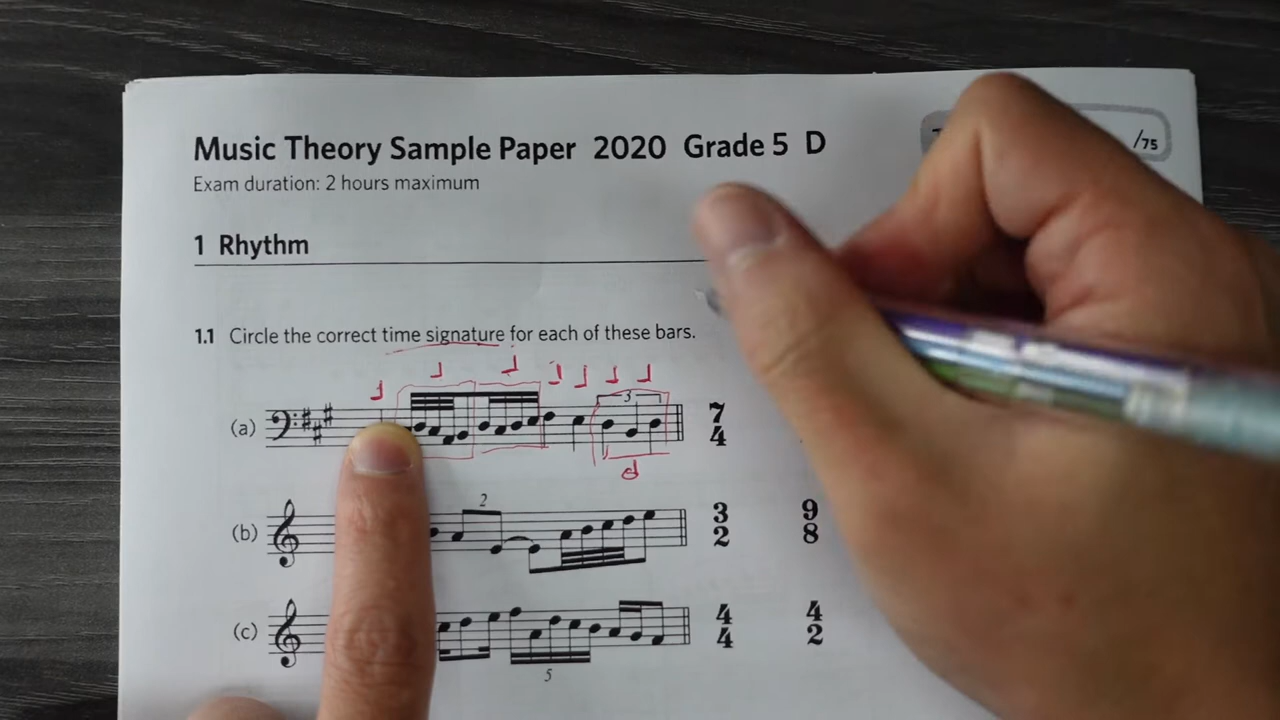 Music Theory Sample Paper 2020 Grade 5 D
/75
Exam duration: 2 hours maximum
1 Rhythm
1.1 Circle the correct time signature for each of these bars.
3
(a) 7 4
2
(b) 3 2 9 8
(c) 4 4 4 2
5